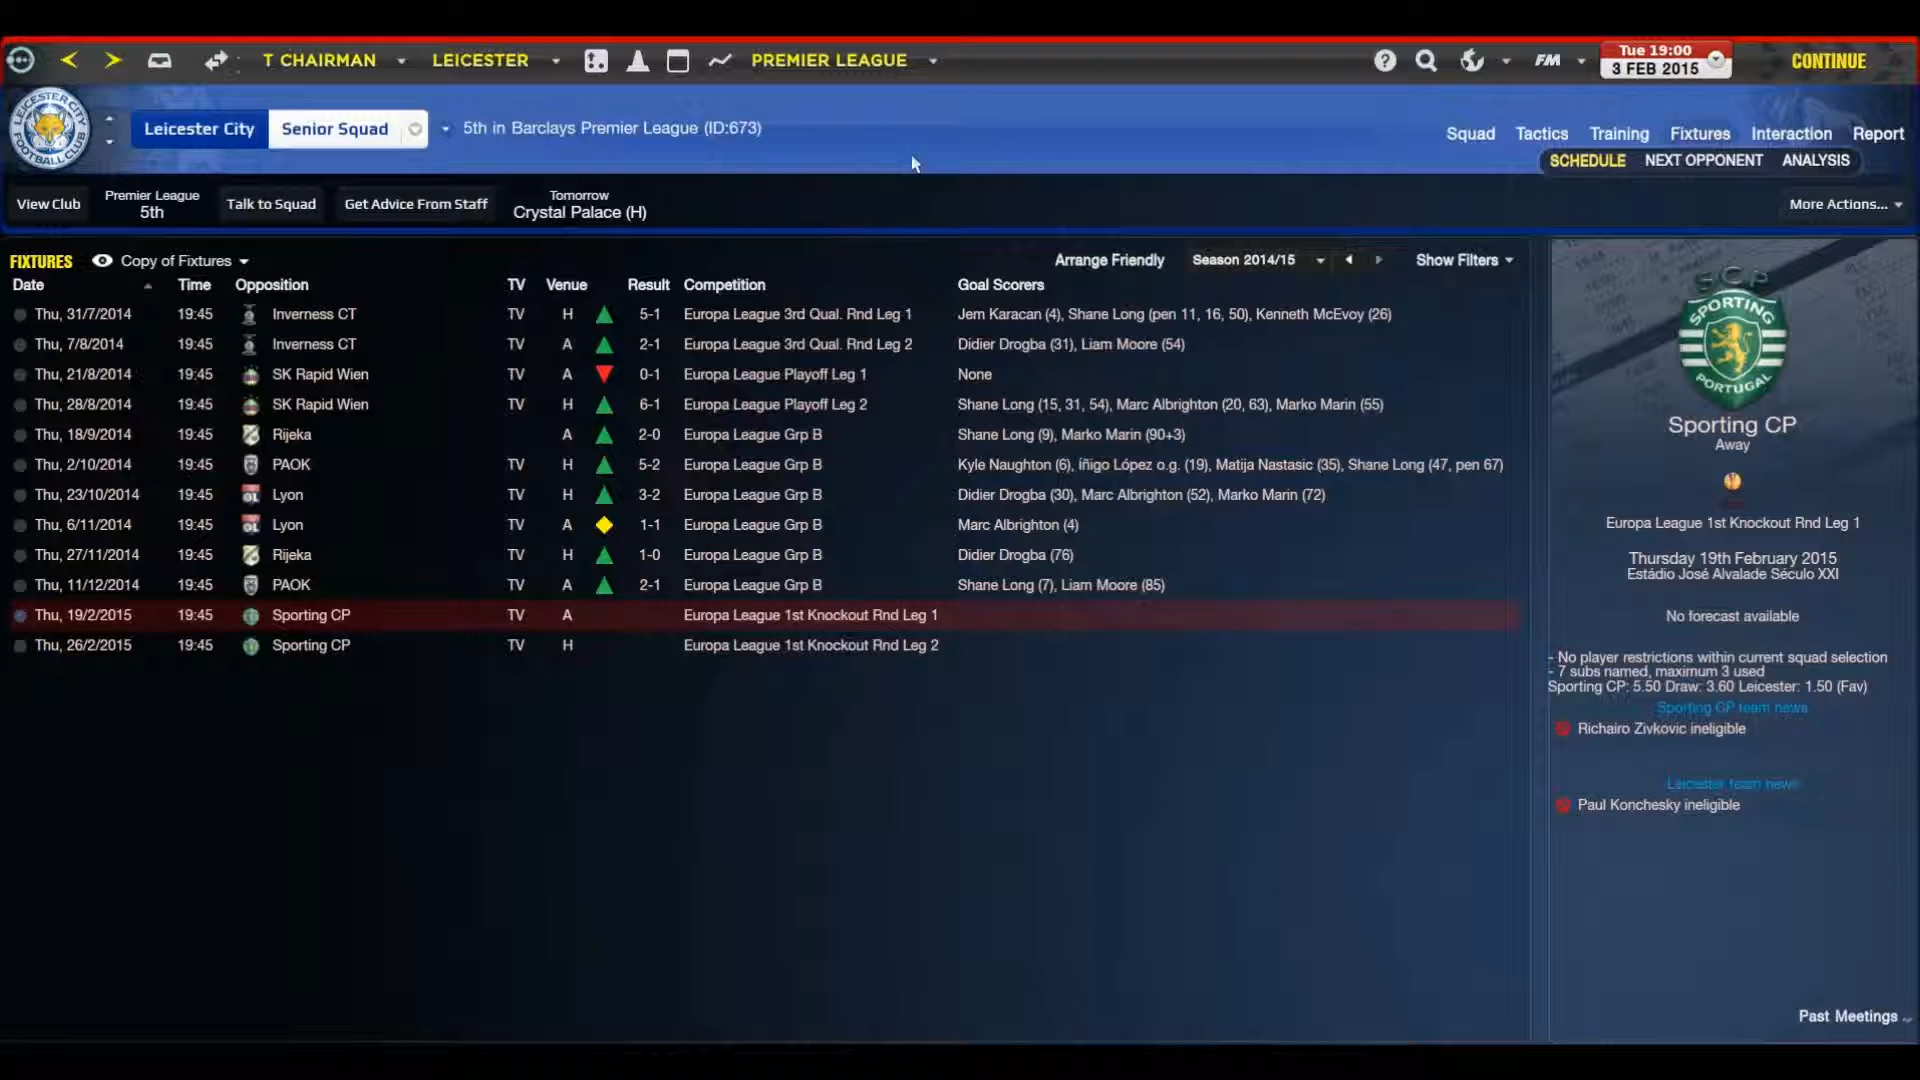 T CHAIRMAN LEICESTER PREMIER LEAGUE FM Tue 19:00 CONTINUE
3 FEB 2015
Leicester City Senior Squad 5th in Barclays Premier League (ID:673)
Squad Tactics Training Fixtures Interaction Report
SCHEDULE NEXT OPPONENT ANALYSIS
View Club Premier League Talk to Squad Get Advice From Staff Tomorrow More Actions...
5th Crystal Palace (H)
FIXTURES Copy of Fixtures Arrange Friendly Season 2014/15 Show Filters
Date Time Opposition TV Venue Result Competition Goal Scorers
Thu, 31/7/2014 19:45 Inverness CT TV H 5-1 Europa League 3rd Qual. Rnd Leg 1 Jem Karacan (4), Shane Long (pen 11, 16, 50), Kenneth McEvoy (26)
Thu, 7/8/2014 19:45 Inverness CT TV A 2-1 Europa League 3rd Qual. Rnd Leg 2 Didier Drogba (31), Liam Moore (54)
Thu, 21/8/2014 19:45 SK Rapid Wien TV A 0-1 Europa League Playoff Leg 1 None
Thu, 28/8/2014 19:45 SK Rapid Wien TV H 6-1 Europa League Playoff Leg 2 Shane Long (15, 31, 54), Marc Albrighton (20, 63), Marko Marin (55)
Thu, 18/9/2014 19:45 Rijeka A 2-0 Europa League Grp B Shane Long (9), Marko Marin (90+3)
Thu, 2/10/2014 19:45 PAOK TV H 5-2 Europa League Grp B Kyle Naughton (6), íñigo López o.g. (19), Matija Nastasic (35), Shane Long (47, pen 67)
Thu, 23/10/2014 19:45 Lyon TV H 3-2 Europa League Grp B Didier Drogba (30), Marc Albrighton (52), Marko Marin (72)
Thu, 6/11/2014 19:45 Lyon TV A 1-1 Europa League Grp B Marc Albrighton (4)
Thu, 27/11/2014 19:45 Rijeka TV H 1-0 Europa League Grp B Didier Drogba (76)
Thu, 11/12/2014 19:45 PAOK TV A 2-1 Europa League Grp B Shane Long (7), Liam Moore (85)
Thu, 19/2/2015 19:45 Sporting CP TV A Europa League 1st Knockout Rnd Leg 1
Thu, 26/2/2015 19:45 Sporting CP TV H Europa League 1st Knockout Rnd Leg 2
SCP
SPORTING
PORTUGAL
Sporting CP
Away
Europa League 1st Knockout Rnd Leg 1
Thursday 19th February 2015
Estádio José Alvalade Século XXI
No forecast available
- No player restrictions within current squad selection
- 7 subs named, maximum 3 used
Sporting CP: 5.50 Draw: 3.60 Leicester: 1.50 (Fav)
Sporting CP team news
Richairo Zivkovic ineligible
Leicester team news
Paul Konchesky ineligible
Past Meetings
LEICESTER CITY
FOOTBALL CLUB